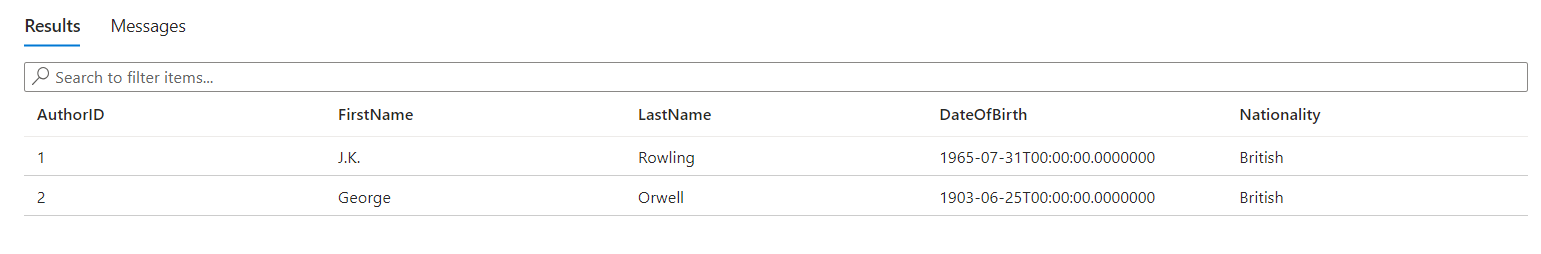 Results Messages
Search to filter items...
AuthorID FirstName LastName DateOfBirth Nationality
1 J.K. Rowling 1965-07-31T00:00:00.0000000 British
2 George Orwell 1903-06-25T00:00:00.0000000 British